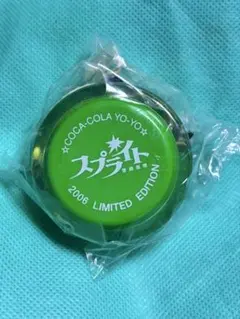 ☆COCA-COLA YO-YO☆
スプライト
2006 LIMITED EDITION